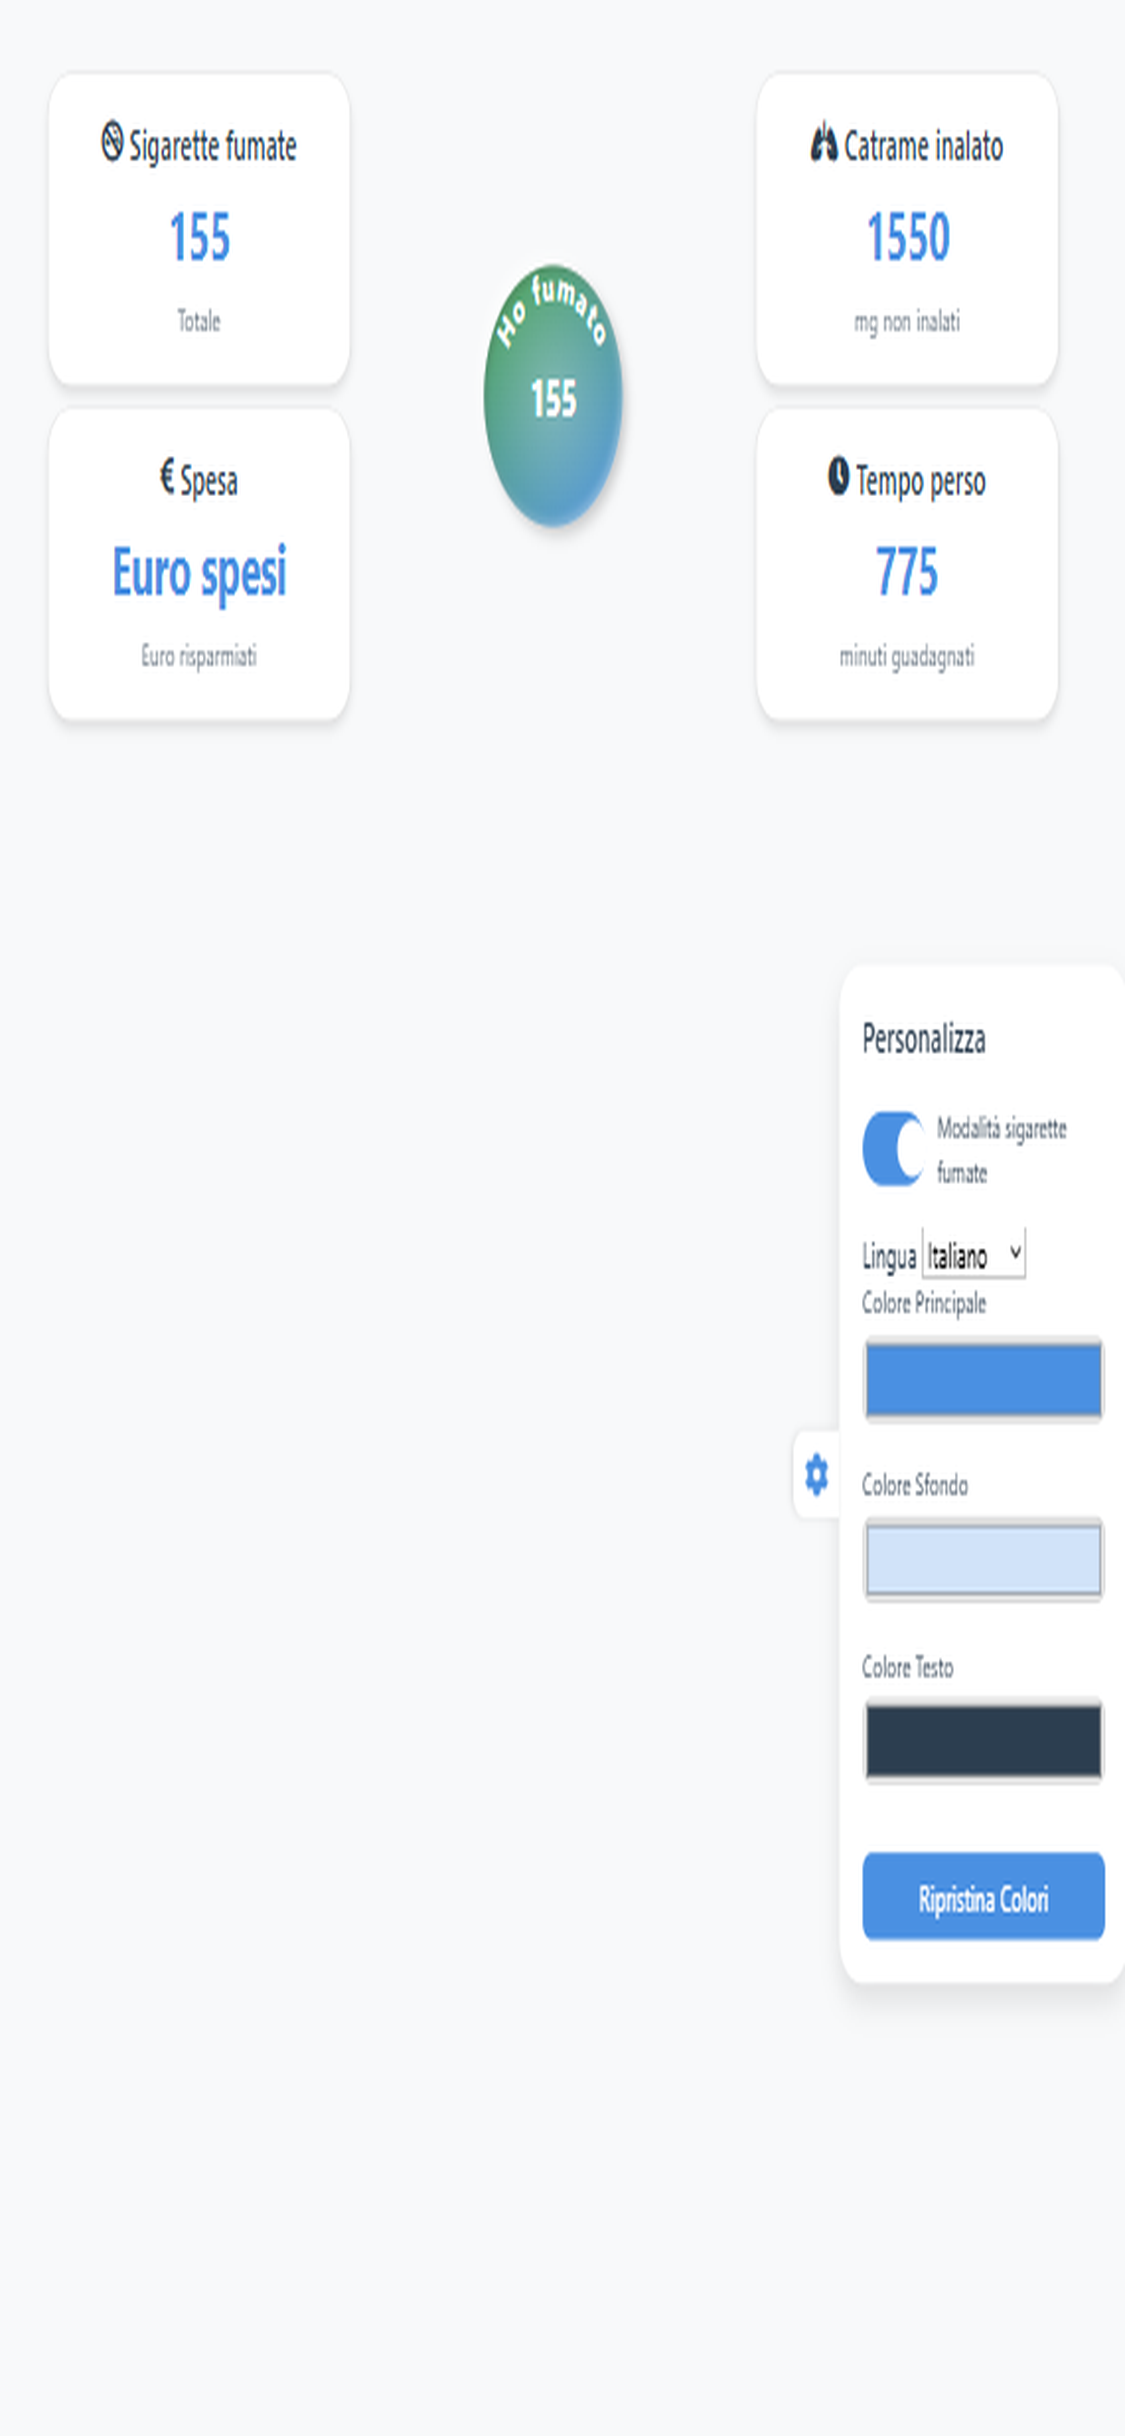 Sigarette fumate
155
Totale
€ Spesa
Euro spesi
Euro risparmiati
Ho fumato
155
Catrame inalato
1550
mg non inalati
Tempo perso
775
minuti guadagnati
Personalizza
Modalità sigarette
fumate
Lingua Italiano
Colore Principale
Colore Sfondo
Colore Testo
Ripristina Colori